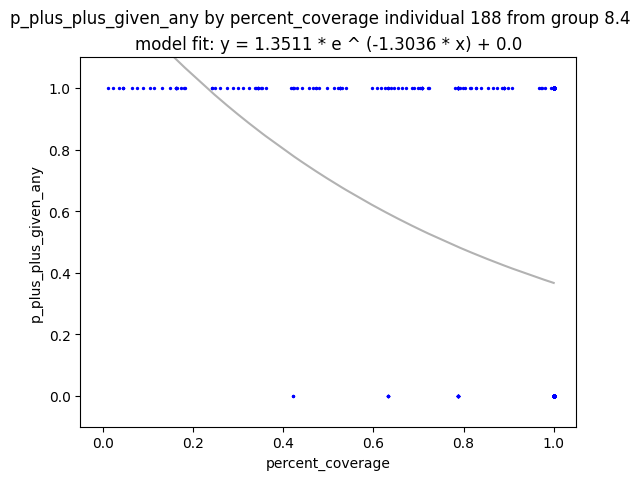 p_plus_plus_given_any by percent_coverage individual 188 from group 8.4
model fit: y = 1.3511 * e ^ (-1.3036 * x) + 0.0
1.0
0.8
0.6
0.4
0.2
0.0
p_plus_plus_given_any
0.0 0.2 0.4 0.6 0.8 1.0
percent_coverage